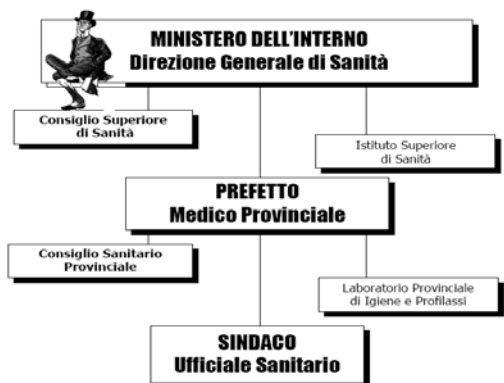 MINISTERO DELL'INTERNO
Direzione Generale di Sanità
Consiglio Superiore
di Sanità
Istituto Superiore
di Sanità
PREFETTO
Medico Provinciale
Consiglio Sanitario
Provinciale
Laboratorio Provinciale
di Igiene e Profilassi
SINDACO
Ufficiale Sanitario